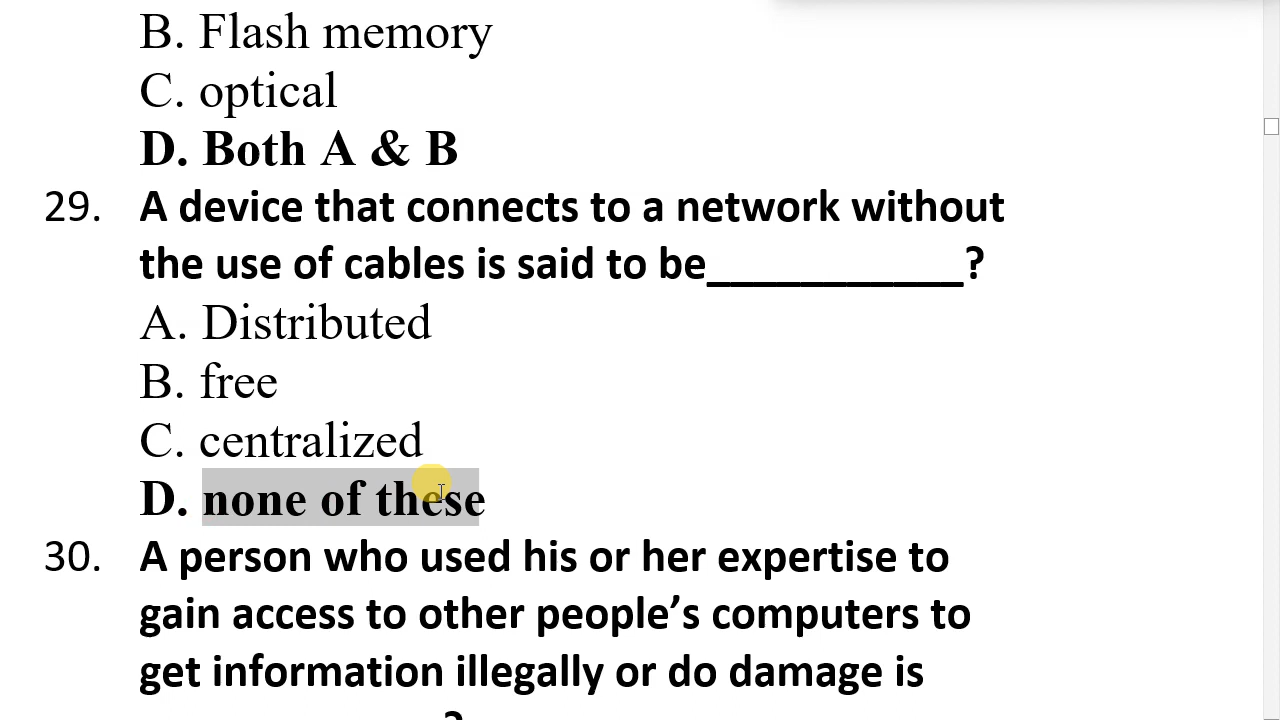 B. Flash memory
C. optical
D. Both A & B
29. A device that connects to a network without
the use of cables is said to be___________?
A. Distributed
B. free
C. centralized
D. none of these
30. A person who used his or her expertise to
gain access to other people’s computers to
get information illegally or do damage is
?